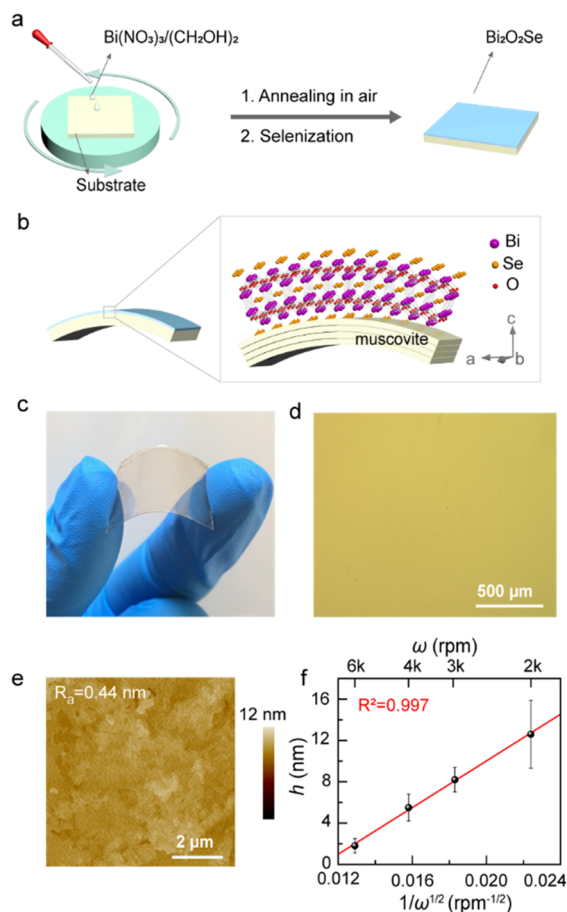 a
Bi(NO₃)₃/(CH₂OH)₂
Substrate
1. Annealing in air
2. Selenization
Bi₂O₂Se
b
Bi
Se
O
muscovite
c
a
b
c
d
500 µm
e
Rₐ=0.44 nm
12 nm
2 µm
f
ω (rpm)
6k 4k 3k 2k
R²=0.997
h (nm)
16
12
8
4
0
0.012 0.016 0.020 0.024
1/ω^1/2 (rpm^-1/2)